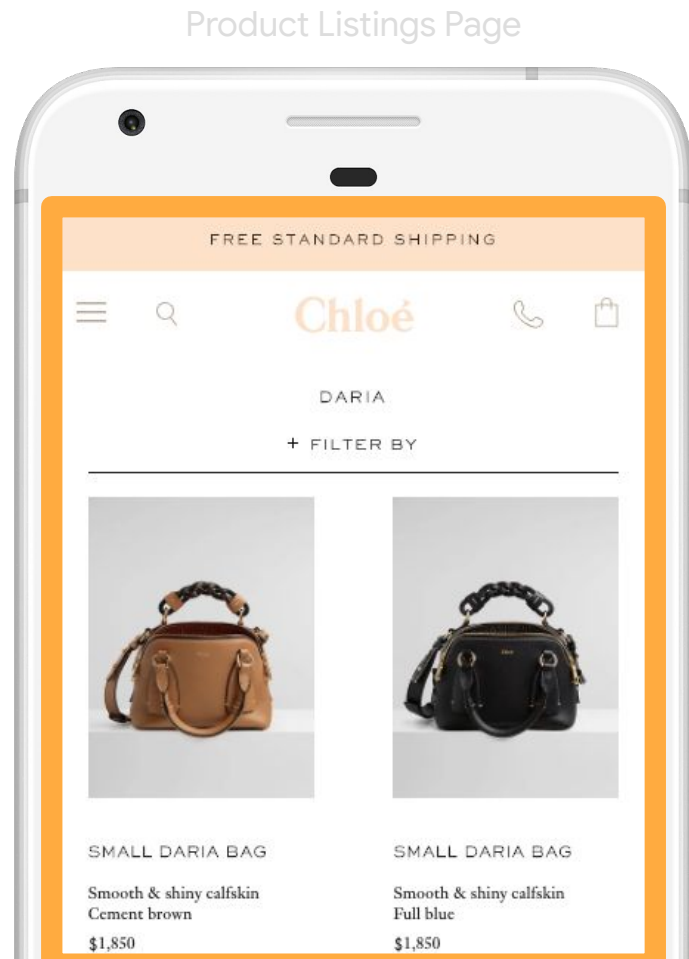 Product Listings Page
FREE STANDARD SHIPPING
Chloé
DARIA
+ FILTER BY
Chloé
SMALL DARIA BAG
Smooth & shiny calfskin
Cement brown
$1,850
SMALL DARIA BAG
Smooth & shiny calfskin
Full blue
$1,850